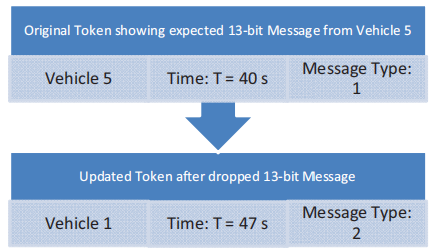 Original Token showing expected 13-bit Message from Vehicle 5
Vehicle 5 Time: T = 40 s Message Type:
1
Updated Token after dropped 13-bit Message
Vehicle 1 Time: T = 47 s Message Type:
2